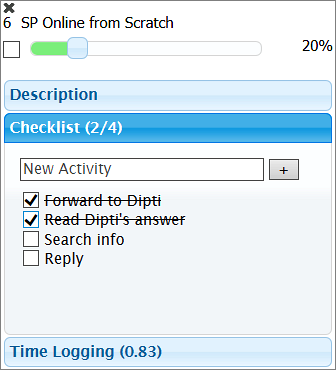 6 SP Online from Scratch
20%
Description
Checklist (2/4)
New Activity
+
Forward to Dipti
Read Dipti's answer
Search info
Reply
Time Logging (0.83)